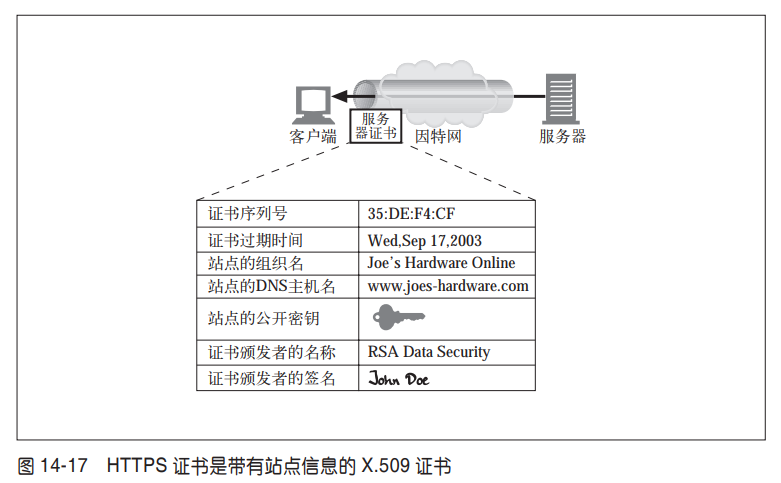 客户端
服务
器证书
因特网
服务器
证书序列号 35:DE:F4:CF
证书过期时间 Wed,Sep 17,2003
站点的组织名 Joe's Hardware Online
站点的DNS主机名 www.joes-hardware.com
站点的公开密钥
证书颁发者的名称 RSA Data Security
证书颁发者的签名 John Doe
图 14-17 HTTPS 证书是带有站点信息的 X.509 证书